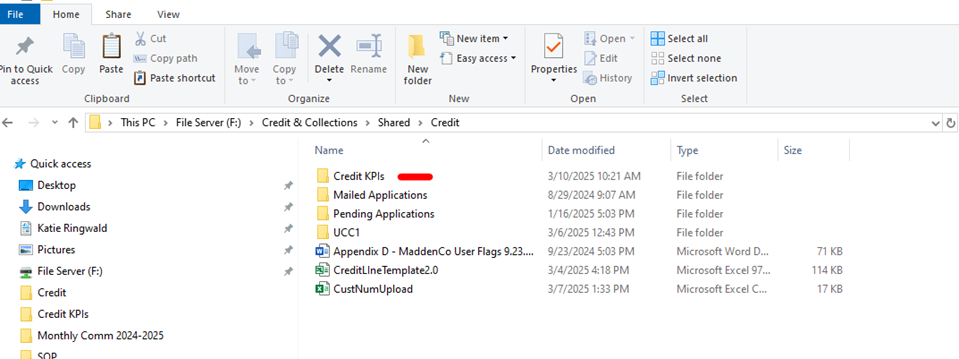 File Home Share View
Pin to Quick access Copy Paste Cut Copy path Paste shortcut
Move to Copy to Delete Rename New folder New item Easy access
Properties Open Edit History Select all Select none Invert selection
Clipboard Organize New Open Select
This PC File Server (F:) Credit & Collections Shared Credit
Name Date modified Type Size
Quick access
Desktop
Downloads
Katie Ringwald
Pictures
File Server (F:)
Credit
Credit KPIs
Monthly Comm 2024-2025
SOP
Credit KPIs 3/10/2025 10:21 AM File folder
Mailed Applications 8/29/2024 9:07 AM File folder
Pending Applications 1/16/2025 5:03 PM File folder
UCC1 3/6/2025 12:43 PM File folder
Appendix D - MaddenCo User Flags 9.23.... 9/23/2024 5:03 PM Microsoft Word D... 71 KB
CreditLIneTemplate2.0 3/4/2025 4:18 PM Microsoft Excel 97... 114 KB
CustNumUpload 3/7/2025 1:33 PM Microsoft Excel C... 17 KB